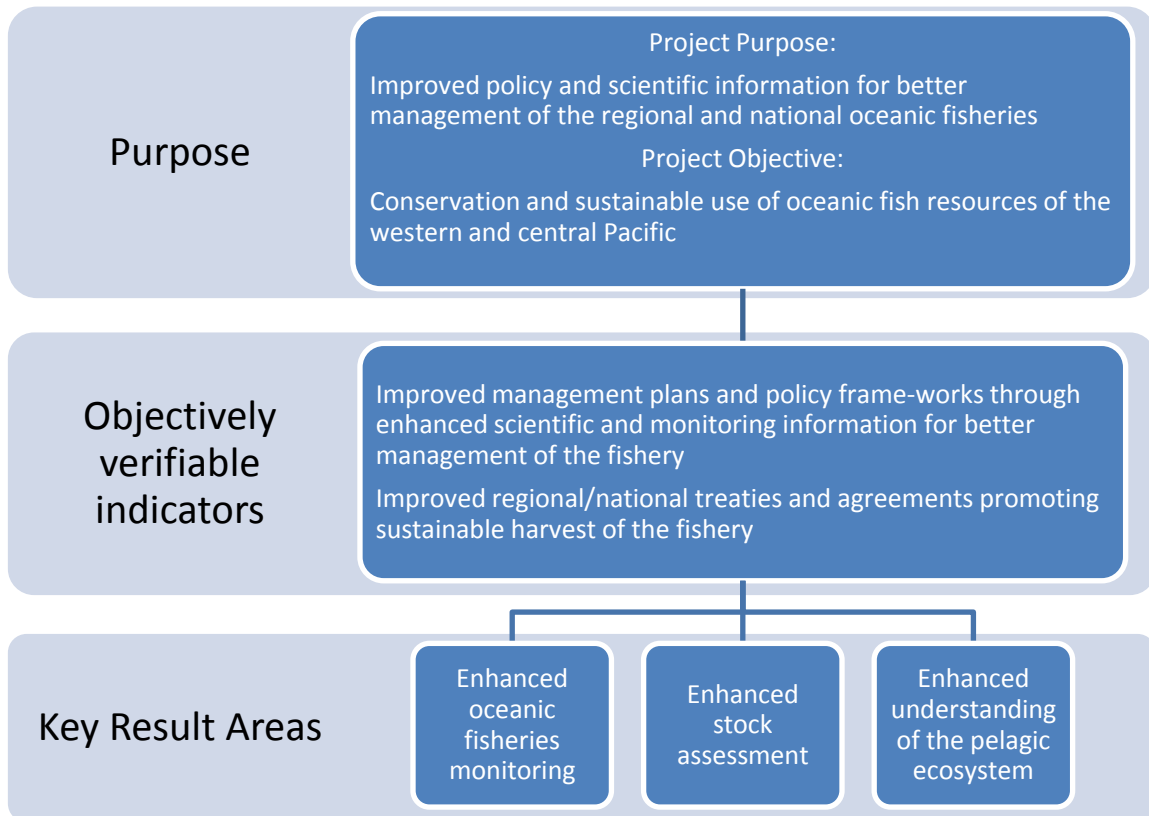 Purpose
Project Purpose:
Improved policy and scientific information for better
management of the regional and national oceanic fisheries
Project Objective:
Conservation and sustainable use of oceanic fish resources of the
western and central Pacific
Objectively
verifiable
indicators
Improved management plans and policy frame-works through
enhanced scientific and monitoring information for better
management of the fishery
Improved regional/national treaties and agreements promoting
sustainable harvest of the fishery
Key Result Areas
Enhanced
oceanic
fisheries
monitoring
Enhanced
stock
assessment
Enhanced
understanding
of the pelagic
ecosystem